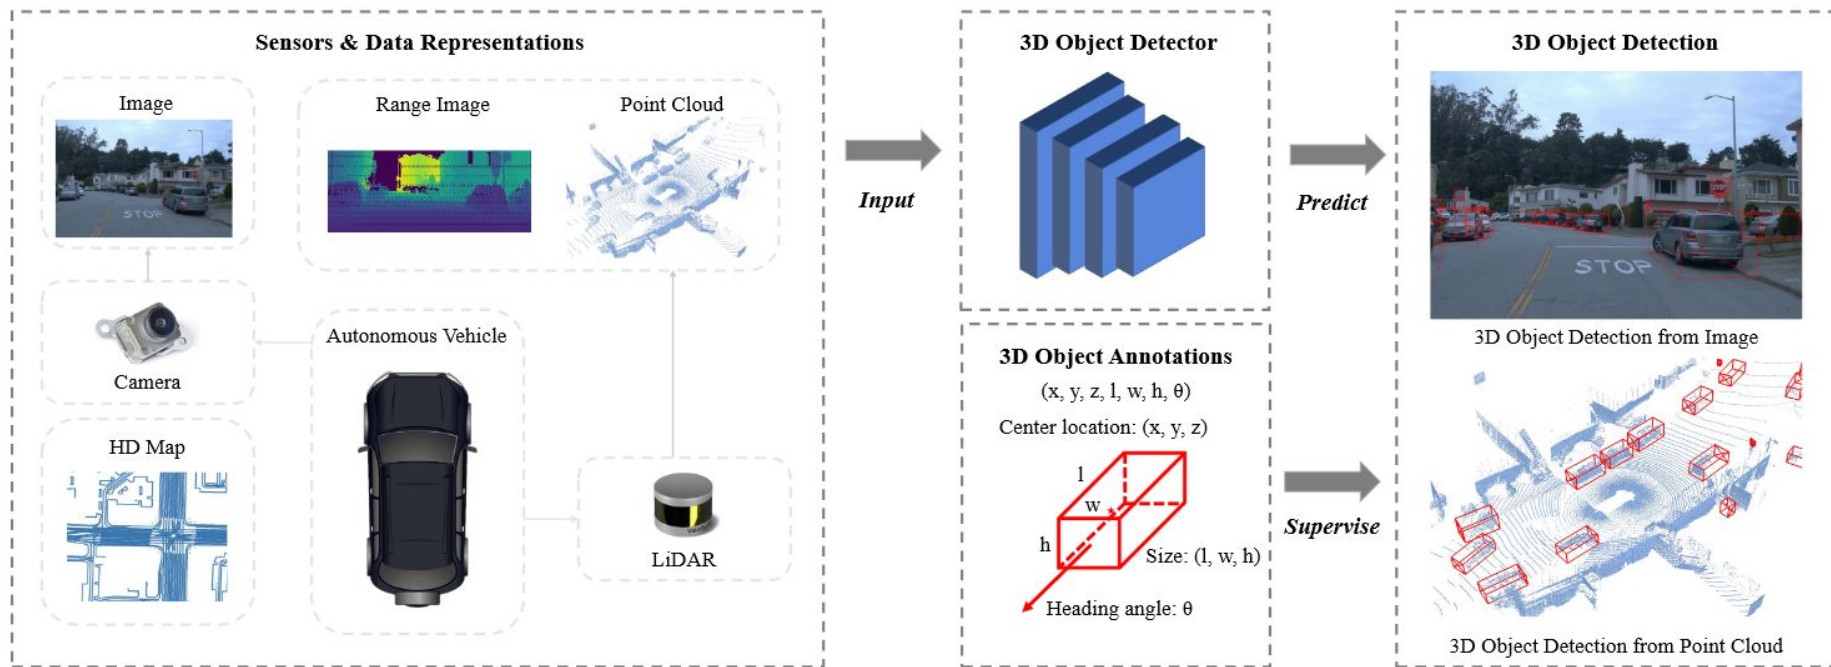 Sensors & Data Representations
Image
Range Image
Point Cloud
STOP
Camera
Autonomous Vehicle
HD Map
LiDAR
Input
3D Object Detector
Predict
3D Object Annotations
(x, y, z, l, w, h, θ)
Center location: (x, y, z)
l
w
h
Size: (l, w, h)
Heading angle: θ
Supervise
3D Object Detection
STOP
STOP
3D Object Detection from Image
3D Object Detection from Point Cloud